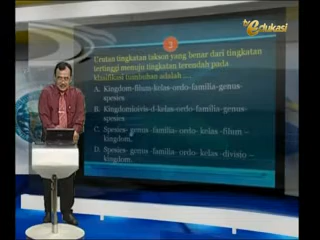 tv edukasi
2
Urutan tingkatan takson yang benar dari tingkatan
tertinggi menuju tingkatan terendah pada
klasifikasi tumbuhan adalah ....
A. Kingdom-filum-kelas-ordo-familia-genus-
spesies
B. d-kelas-ordo-familia-genus-
spesies
C. Spesies- genus -familia-ordo -kelas -filum –
kingdom.
D. Spesies- genus -familia-ordo- kelas -divisio –
kingdom